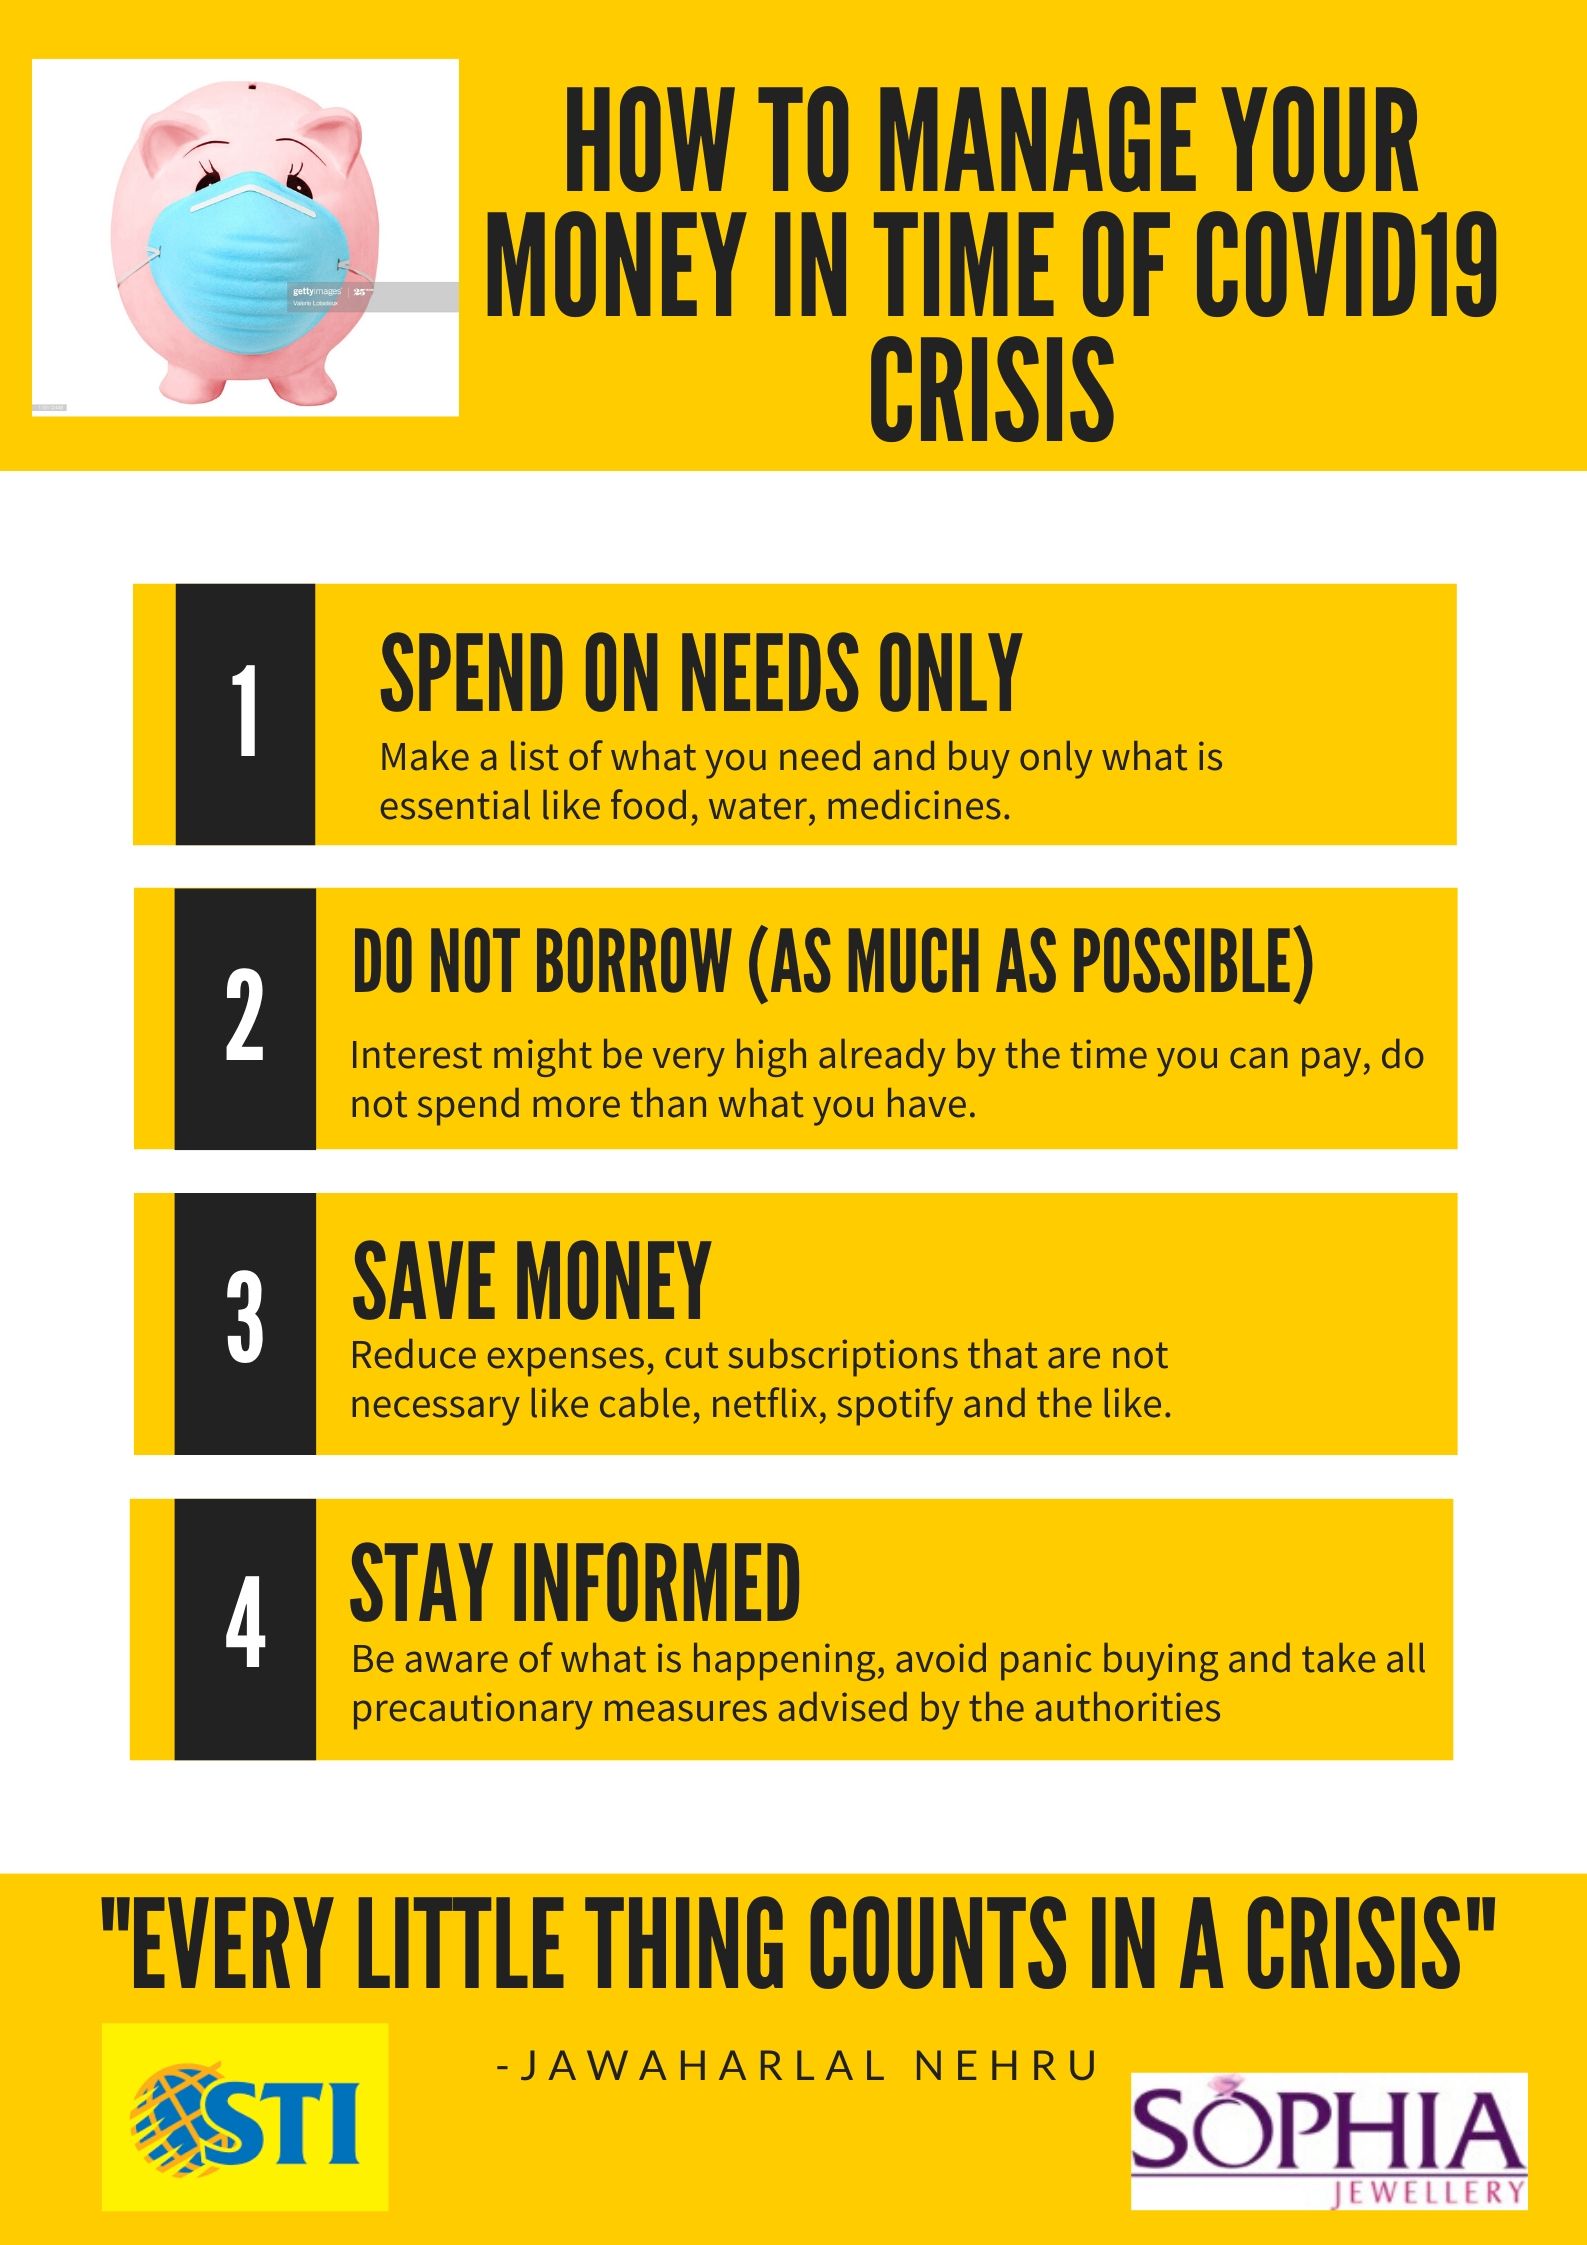 HOW TO MANAGE YOUR
MONEY IN TIME OF COVID19
CRISIS
gettyimages
Valerie Loiseleux
1
SPEND ON NEEDS ONLY
Make a list of what you need and buy only what is
essential like food, water, medicines.
2
DO NOT BORROW (AS MUCH AS POSSIBLE)
Interest might be very high already by the time you can pay, do
not spend more than what you have.
3
SAVE MONEY
Reduce expenses, cut subscriptions that are not
necessary like cable, netflix, spotify and the like.
4
STAY INFORMED
Be aware of what is happening, avoid panic buying and take all
precautionary measures advised by the authorities
"EVERY LITTLE THING COUNTS IN A CRISIS"
-JAWAHARLAL NEHRU
STI
SOPHIA
JEWELLERY